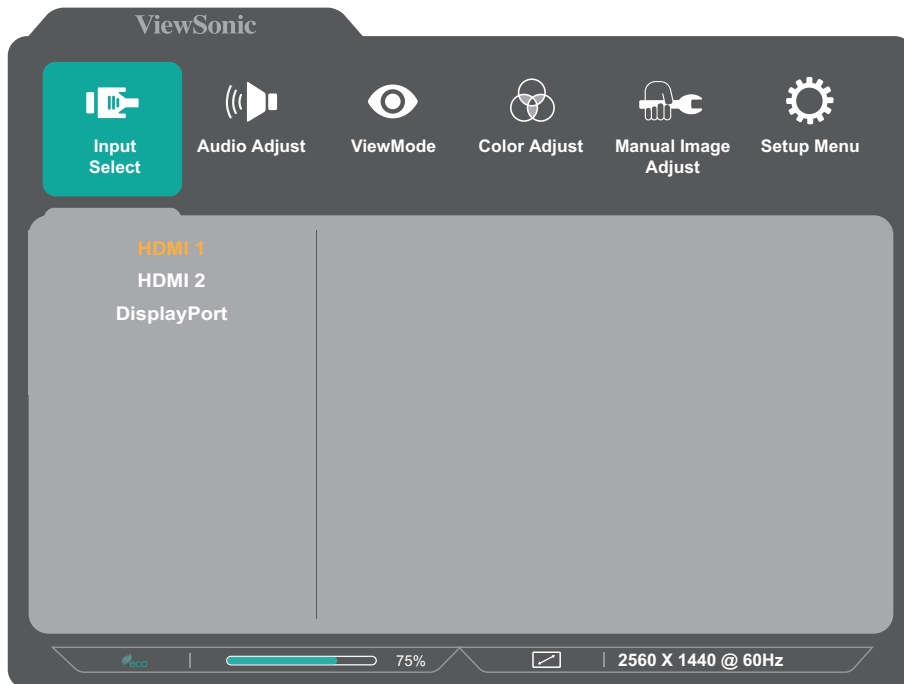 ViewSonic
Input
Select
Audio Adjust
ViewMode
Color Adjust
Manual Image
Adjust
Setup Menu
HDMI 1
HDMI 2
DisplayPort
eco
75%
2560 X 1440 @ 60Hz